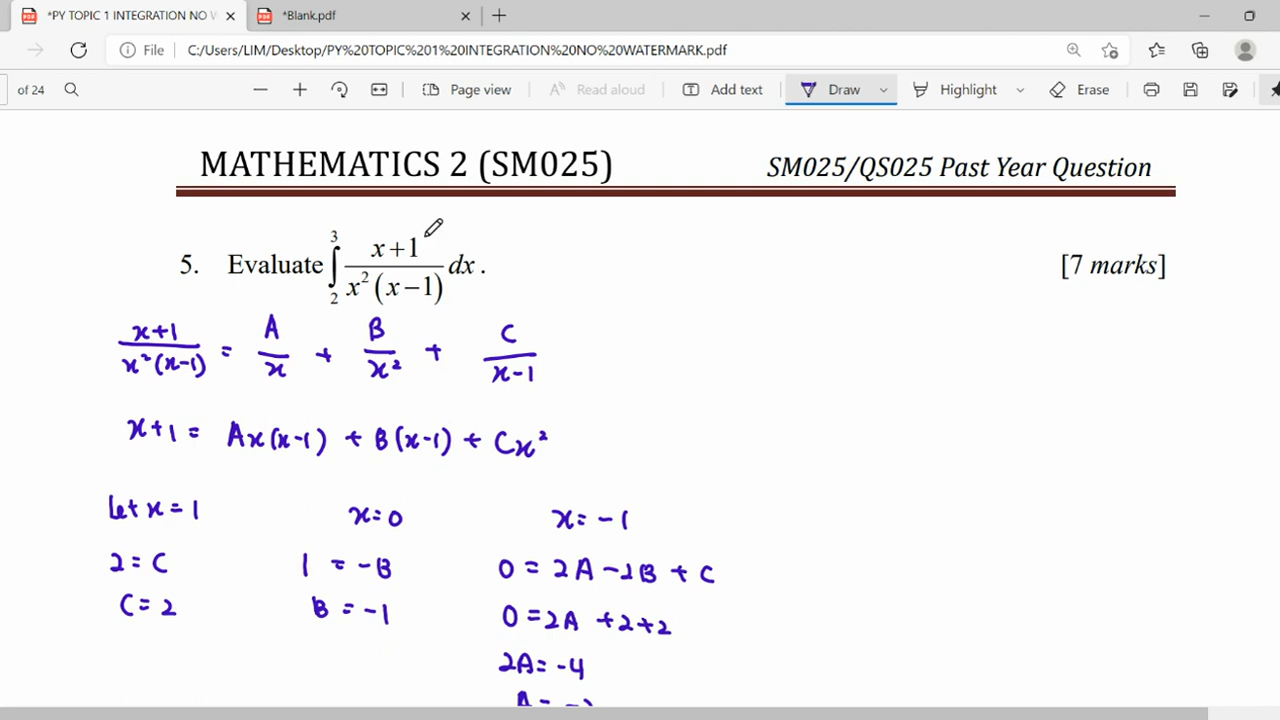 *PY TOPIC 1 INTEGRATION NO W
*Blank.pdf
File C:/Users/LIM/Desktop/PY%20TOPIC%201%20INTEGRATION%20NO%20WATERMARK.pdf
of 24 Page view Read aloud Add text Draw Highlight Erase
MATHEMATICS 2 (SM025) SM025/QS025 Past Year Question
5. Evaluate ∫₂³ (x+1)/(x²(x−1)) dx. [7 marks]
(x+1)/(x²(x-1)) = A/x + B/x² + C/(x-1)
x+1 = Ax(x-1) + B(x-1) + Cx²
Let x = 1 x = 0 x = -1
2 = C 1 = -B 0 = 2A - 2B + C
C = 2 B = -1 0 = 2A + 2 + 2
2A = -4
A = -2